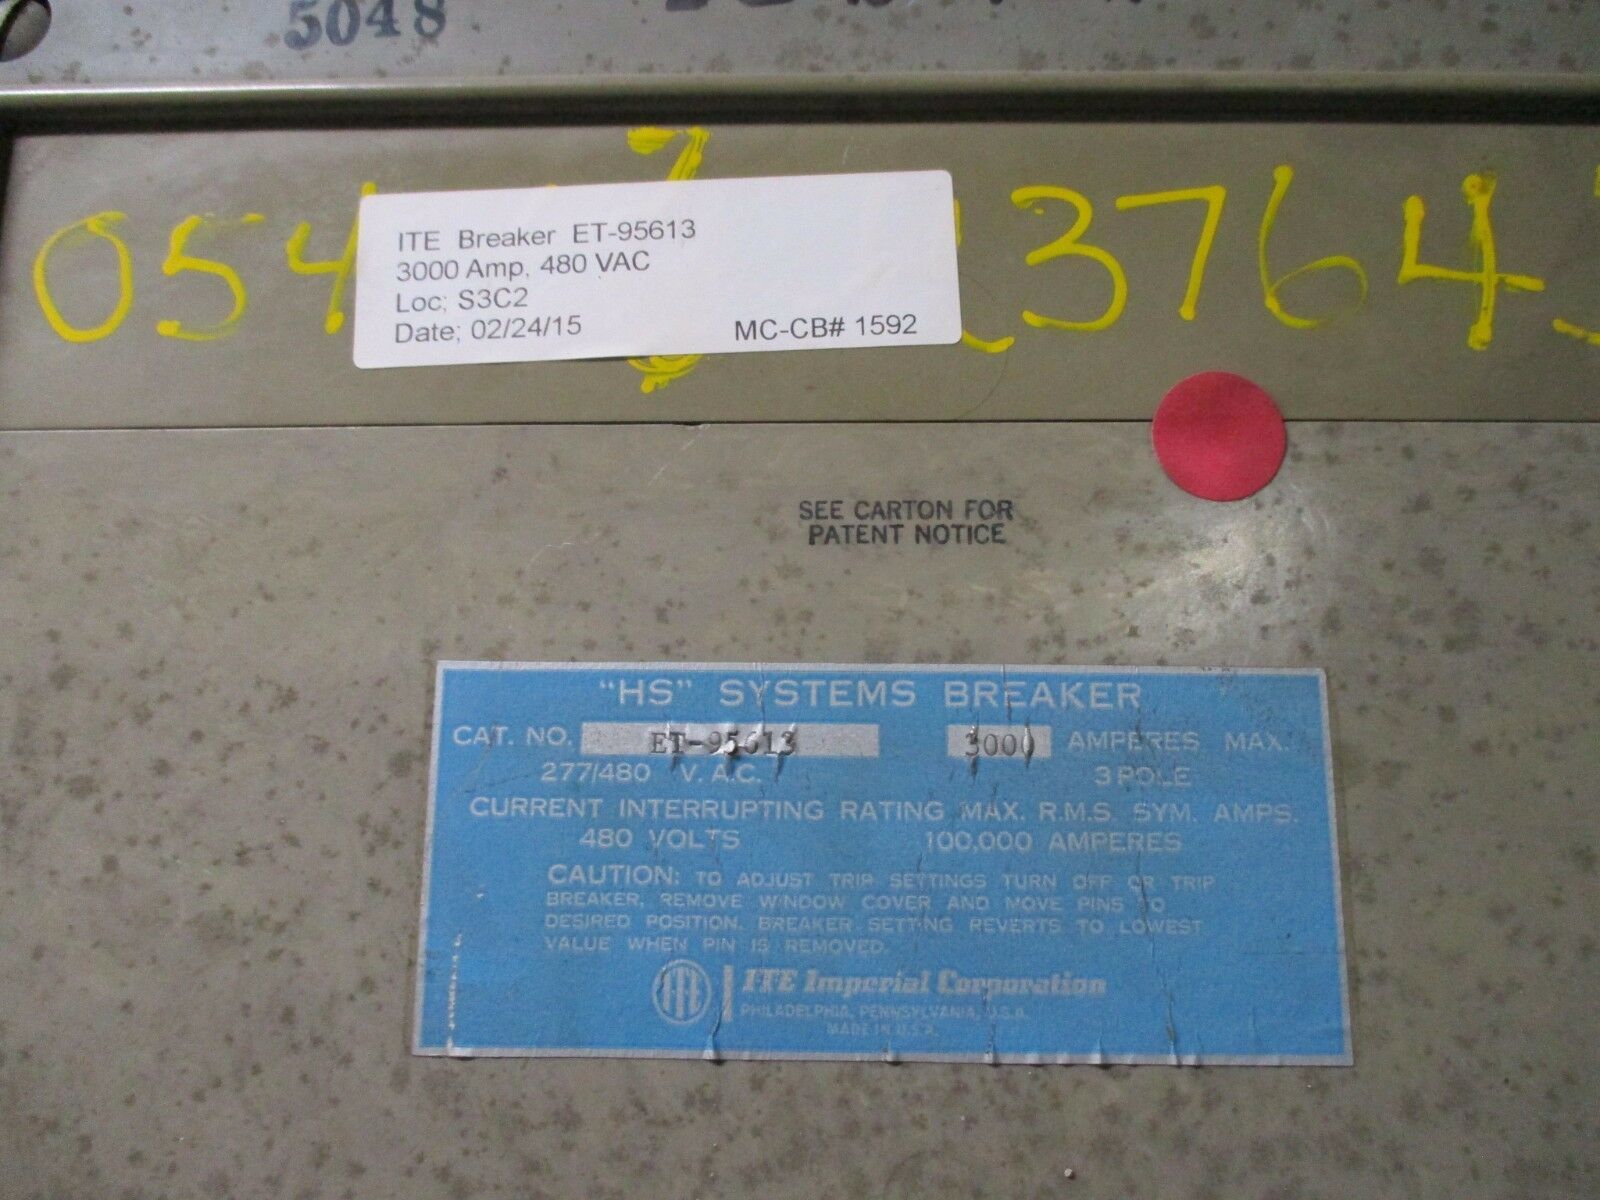 5048
054
13764
ITE Breaker ET-95613
3000 Amp, 480 VAC
Loc; S3C2
Date; 02/24/15 MC-CB# 1592
SEE CARTON FOR
PATENT NOTICE
"HS" SYSTEMS BREAKER
CAT. NO. ET-95613 3000 AMPERES MAX.
277/480 V. A.C. 3 POLE
CURRENT INTERRUPTING RATING MAX. R.M.S. SYM. AMPS.
480 VOLTS 100,000 AMPERES
CAUTION: TO ADJUST TRIP SETTINGS TURN OFF OR TRIP
BREAKER, REMOVE WINDOW COVER AND MOVE PINS TO
DESIRED POSITION. BREAKER SETTING REVERTS TO LOWEST
VALUE WHEN PIN IS REMOVED.
ITE ITE Imperial Corporation
PHILADELPHIA, PENNSYLVANIA, U.S.A.
MADE IN U.S.A.